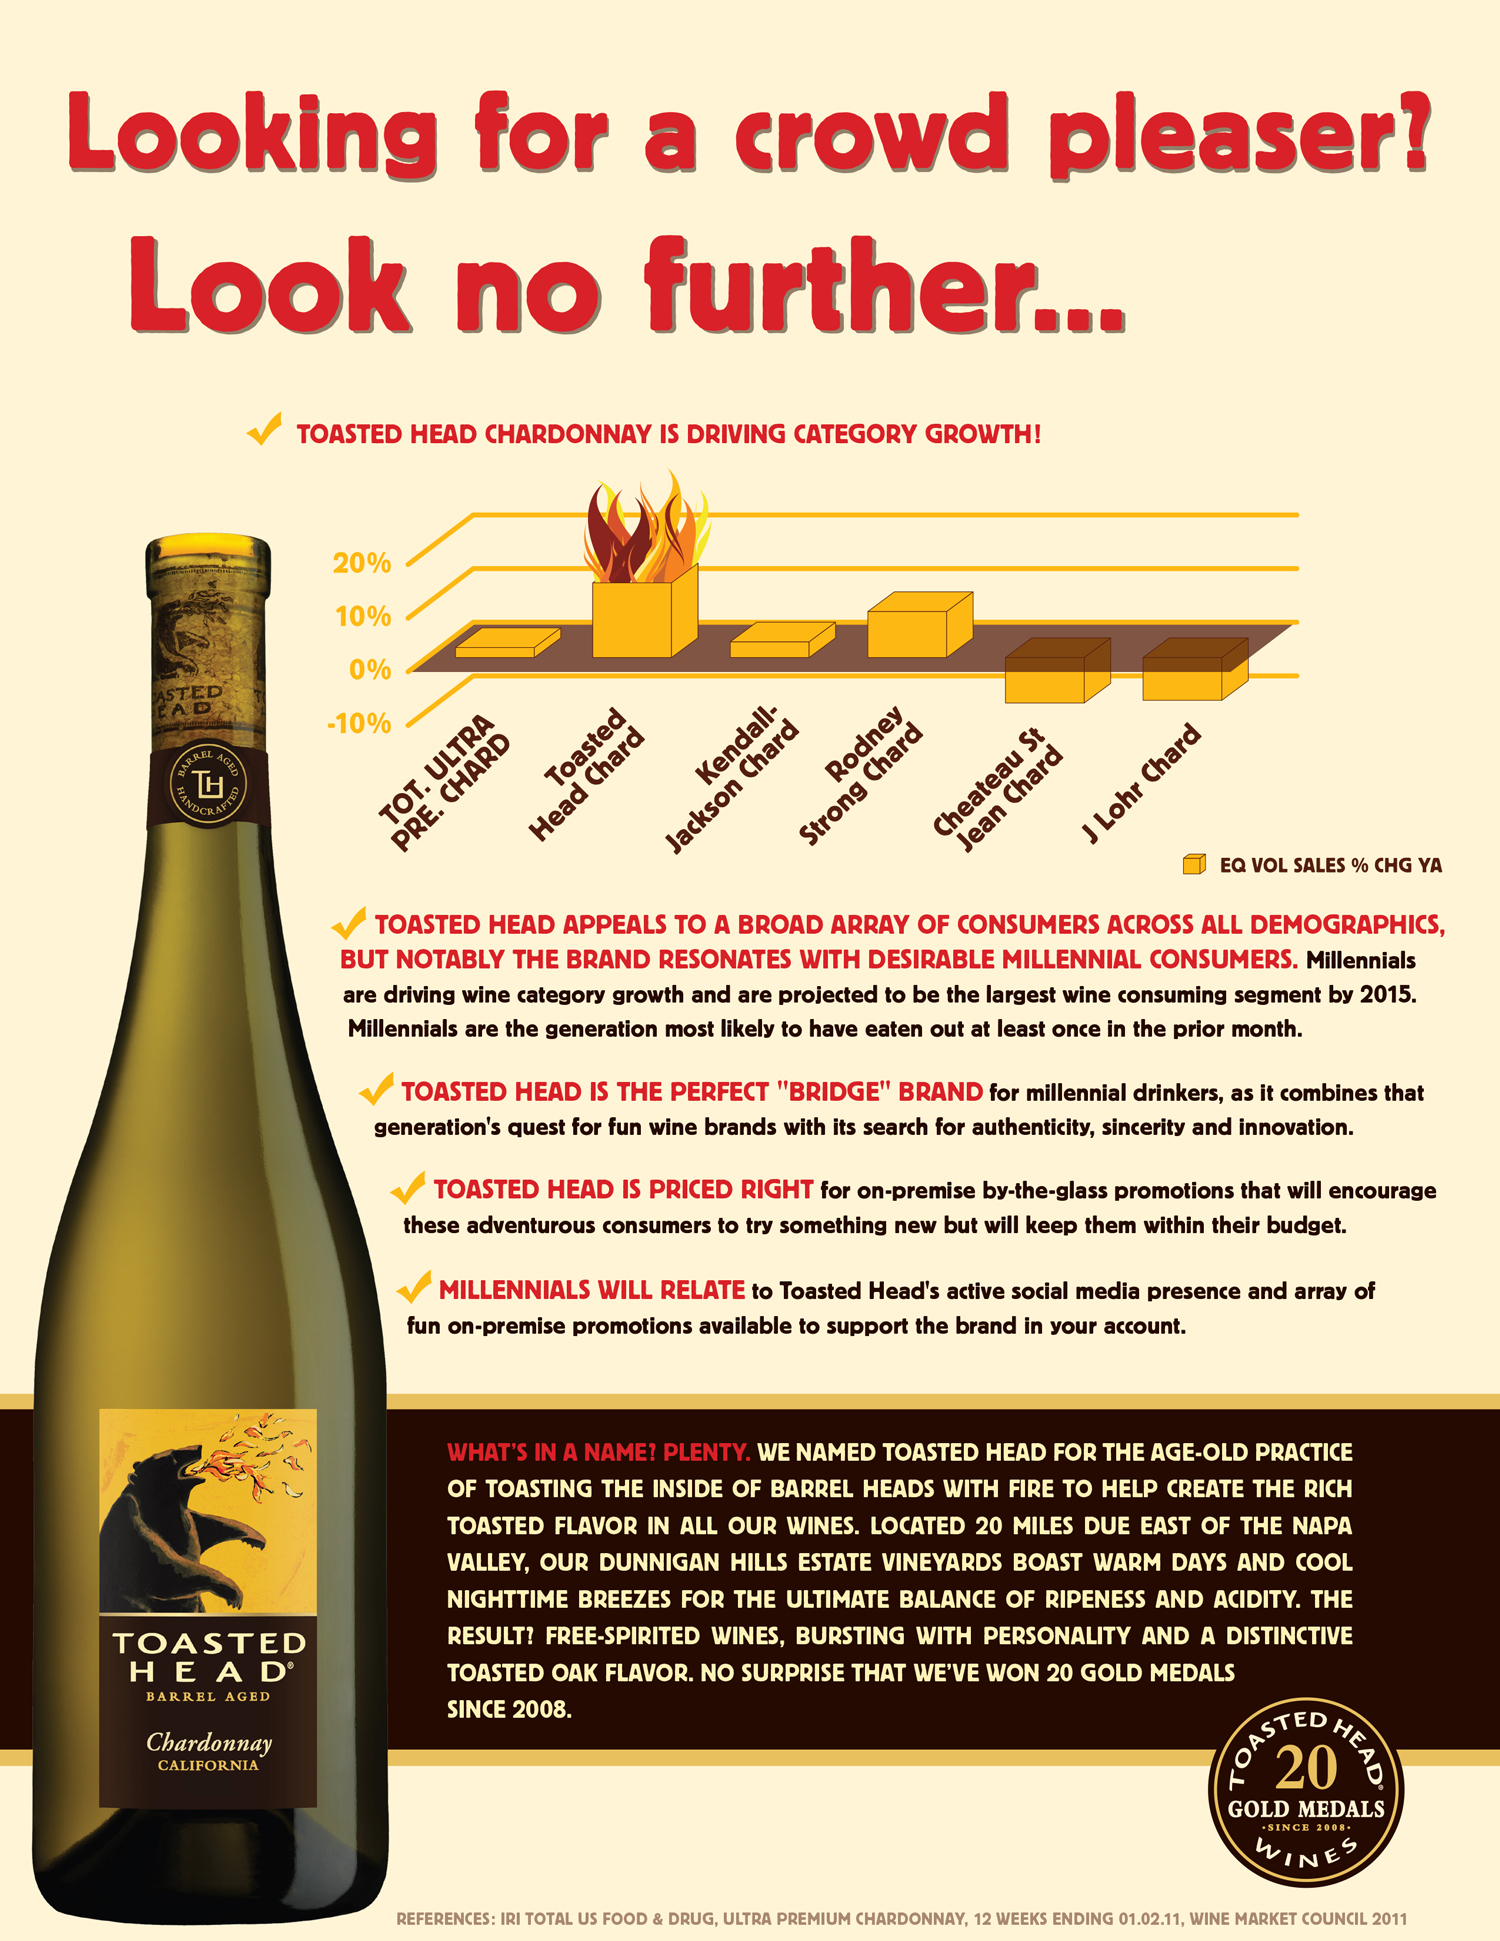 Looking for a crowd pleaser?
Look no further...
TOASTED HEAD CHARDONNAY IS DRIVING CATEGORY GROWTH!
20%
10%
0%
-10%
TOT. ULTRA
PRE. CHARD
Toasted
Head Chard
Kendall-
Jackson Chard
Rodney
Strong Chard
Cheateau St
Jean Chard
J Lohr Chard
EQ VOL SALES % CHG YA
TOASTED HEAD APPEALS TO A BROAD ARRAY OF CONSUMERS ACROSS ALL DEMOGRAPHICS,
BUT NOTABLY THE BRAND RESONATES WITH DESIRABLE MILLENNIAL CONSUMERS. Millennials
are driving wine category growth and are projected to be the largest wine consuming segment by 2015.
Millennials are the generation most likely to have eaten out at least once in the prior month.
TOASTED HEAD IS THE PERFECT "BRIDGE" BRAND for millennial drinkers, as it combines that
generation's quest for fun wine brands with its search for authenticity, sincerity and innovation.
TOASTED HEAD IS PRICED RIGHT for on-premise by-the-glass promotions that will encourage
these adventurous consumers to try something new but will keep them within their budget.
MILLENNIALS WILL RELATE to Toasted Head's active social media presence and array of
fun on-premise promotions available to support the brand in your account.
ASTED
EAD
BARREL AGED
TH
HANDCRAFTED
TOASTED
HEAD®
BARREL AGED
Chardonnay
CALIFORNIA
WHAT'S IN A NAME? PLENTY. WE NAMED TOASTED HEAD FOR THE AGE-OLD PRACTICE
OF TOASTING THE INSIDE OF BARREL HEADS WITH FIRE TO HELP CREATE THE RICH
TOASTED FLAVOR IN ALL OUR WINES. LOCATED 20 MILES DUE EAST OF THE NAPA
VALLEY, OUR DUNNIGAN HILLS ESTATE VINEYARDS BOAST WARM DAYS AND COOL
NIGHTTIME BREEZES FOR THE ULTIMATE BALANCE OF RIPENESS AND ACIDITY. THE
RESULT? FREE-SPIRITED WINES, BURSTING WITH PERSONALITY AND A DISTINCTIVE
TOASTED OAK FLAVOR. NO SURPRISE THAT WE'VE WON 20 GOLD MEDALS
SINCE 2008.
TOASTED HEAD®
20
GOLD MEDALS
·SINCE 2008·
WINES
REFERENCES: IRI TOTAL US FOOD & DRUG, ULTRA PREMIUM CHARDONNAY, 12 WEEKS ENDING 01.02.11, WINE MARKET COUNCIL 2011